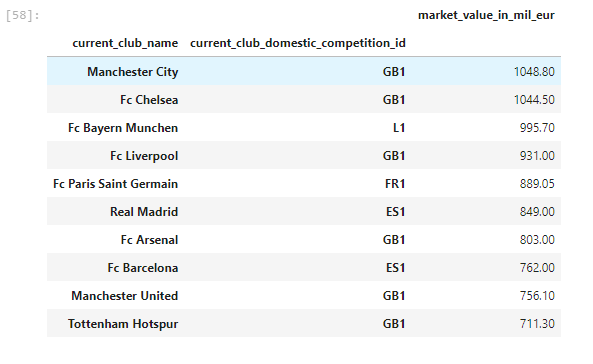 [58]:
market_value_in_mil_eur
current_club_name current_club_domestic_competition_id
Manchester City GB1 1048.80
Fc Chelsea GB1 1044.50
Fc Bayern Munchen L1 995.70
Fc Liverpool GB1 931.00
Fc Paris Saint Germain FR1 889.05
Real Madrid ES1 849.00
Fc Arsenal GB1 803.00
Fc Barcelona ES1 762.00
Manchester United GB1 756.10
Tottenham Hotspur GB1 711.30